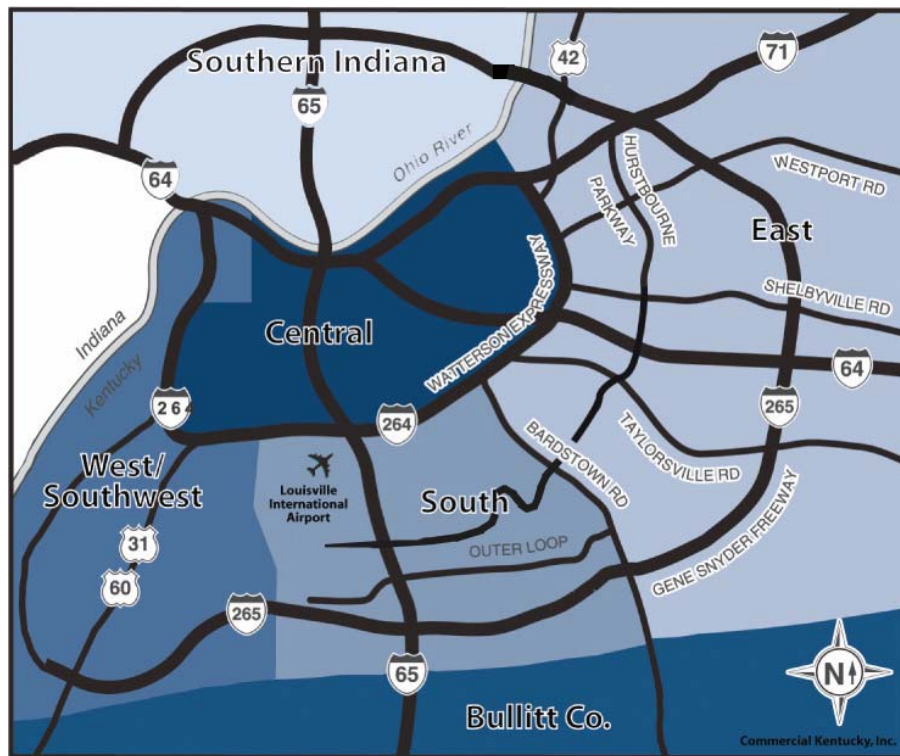 Southern Indiana
42
71
65
Ohio River
64
HURSTBOURNE
PARKWAY
WESTPORT RD
East
WATTERSON EXPRESSWAY
SHELBYVILLE RD
Indiana
Kentucky
Central
64
264
264
265
BARDSTOWN RD
TAYLORSVILLE RD
West/
Southwest
Louisville
International
Airport
South
31
OUTER LOOP
60
GENE SNYDER FREEWAY
265
65
N
Bullitt Co.
Commercial Kentucky, Inc.